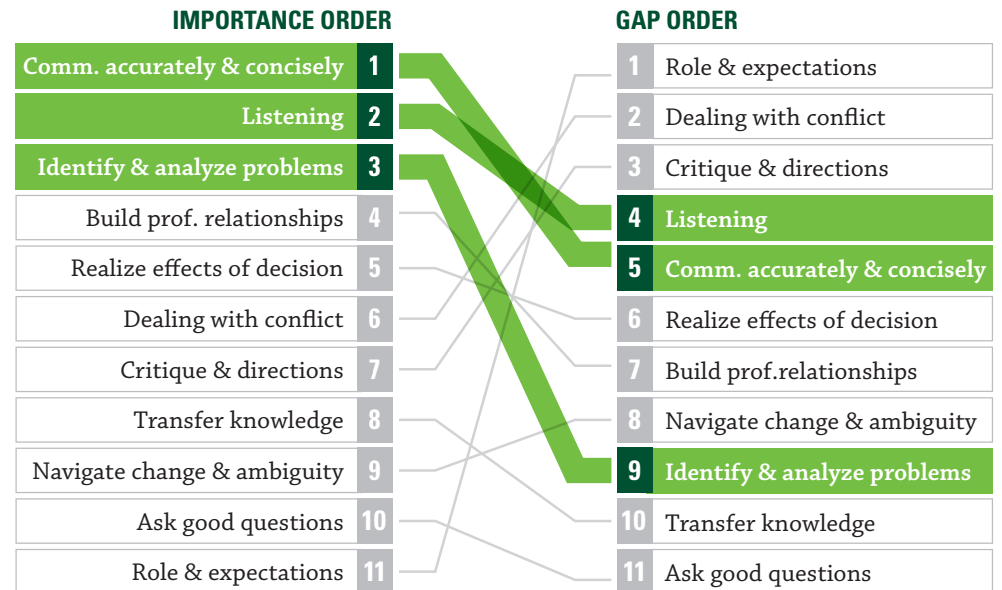 IMPORTANCE ORDER
Comm. accurately & concisely 1
Listening 2
Identify & analyze problems 3
Build prof. relationships 4
Realize effects of decision 5
Dealing with conflict 6
Critique & directions 7
Transfer knowledge 8
Navigate change & ambiguity 9
Ask good questions 10
Role & expectations 11
GAP ORDER
1 Role & expectations
2 Dealing with conflict
3 Critique & directions
4 Listening
5 Comm. accurately & concisely
6 Realize effects of decision
7 Build prof.relationships
8 Navigate change & ambiguity
9 Identify & analyze problems
10 Transfer knowledge
11 Ask good questions